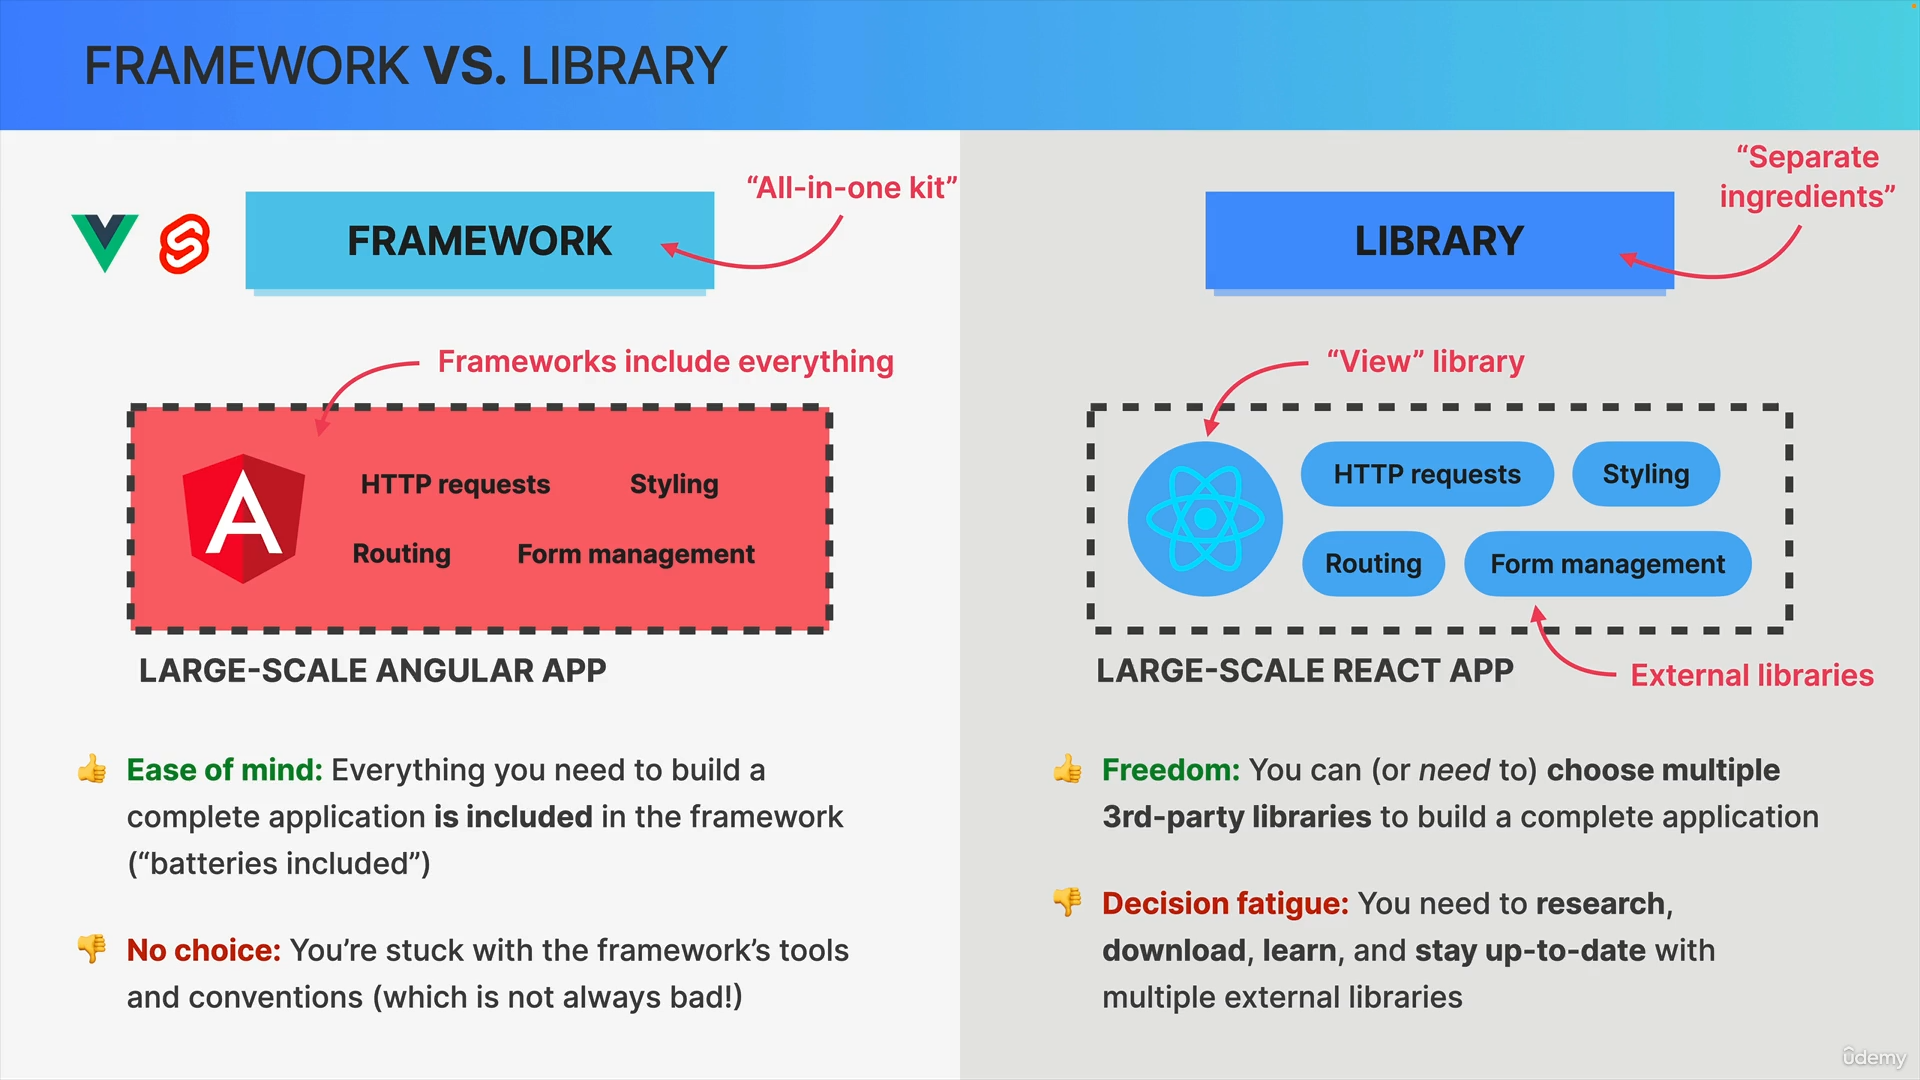 FRAMEWORK VS. LIBRARY
“All-in-one kit”
FRAMEWORK
Frameworks include everything
HTTP requests
Styling
Routing
Form management
LARGE-SCALE ANGULAR APP
Ease of mind: Everything you need to build a
complete application is included in the framework
(“batteries included”)
No choice: You’re stuck with the framework’s tools
and conventions (which is not always bad!)
“Separate
ingredients”
LIBRARY
“View” library
HTTP requests
Styling
Routing
Form management
LARGE-SCALE REACT APP
External libraries
Freedom: You can (or need to) choose multiple
3rd-party libraries to build a complete application
Decision fatigue: You need to research,
download, learn, and stay up-to-date with
multiple external libraries
A
ûdemy